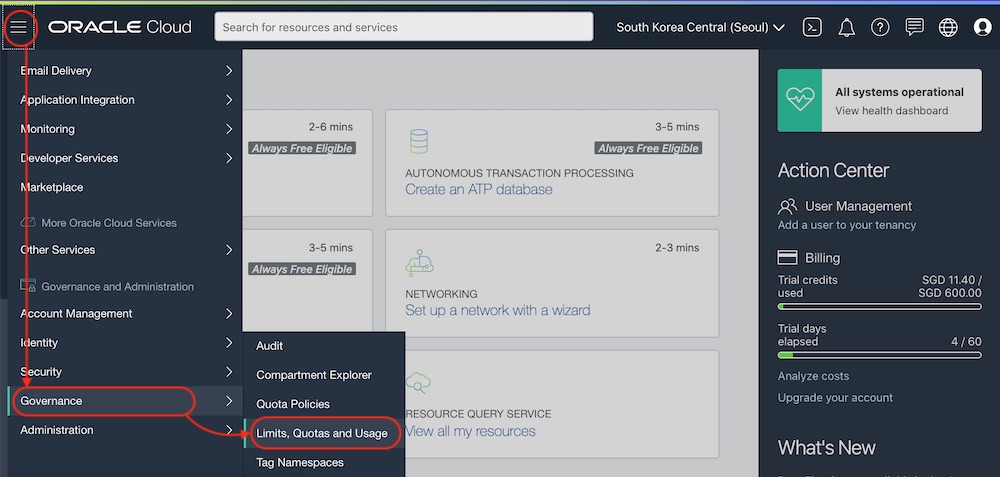 ORACLE Cloud
Search for resources and services
South Korea Central (Seoul)
Email Delivery
Application Integration
Monitoring
Developer Services
Marketplace
More Oracle Cloud Services
Other Services
Governance and Administration
Account Management
Identity
Security
Governance
Administration
Audit
Compartment Explorer
Quota Policies
Limits, Quotas and Usage
Tag Namespaces
2-6 mins
Always Free Eligible
3-5 mins
Always Free Eligible
AUTONOMOUS TRANSACTION PROCESSING
Create an ATP database
3-5 mins
Always Free Eligible
2-3 mins
NETWORKING
Set up a network with a wizard
RESOURCE QUERY SERVICE
View all my resources
All systems operational
View health dashboard
Action Center
User Management
Add a user to your tenancy
Billing
Trial credits used
SGD 11.40 /
SGD 600.00
Trial days elapsed
4 / 60
Analyze costs
Upgrade your account
What's New